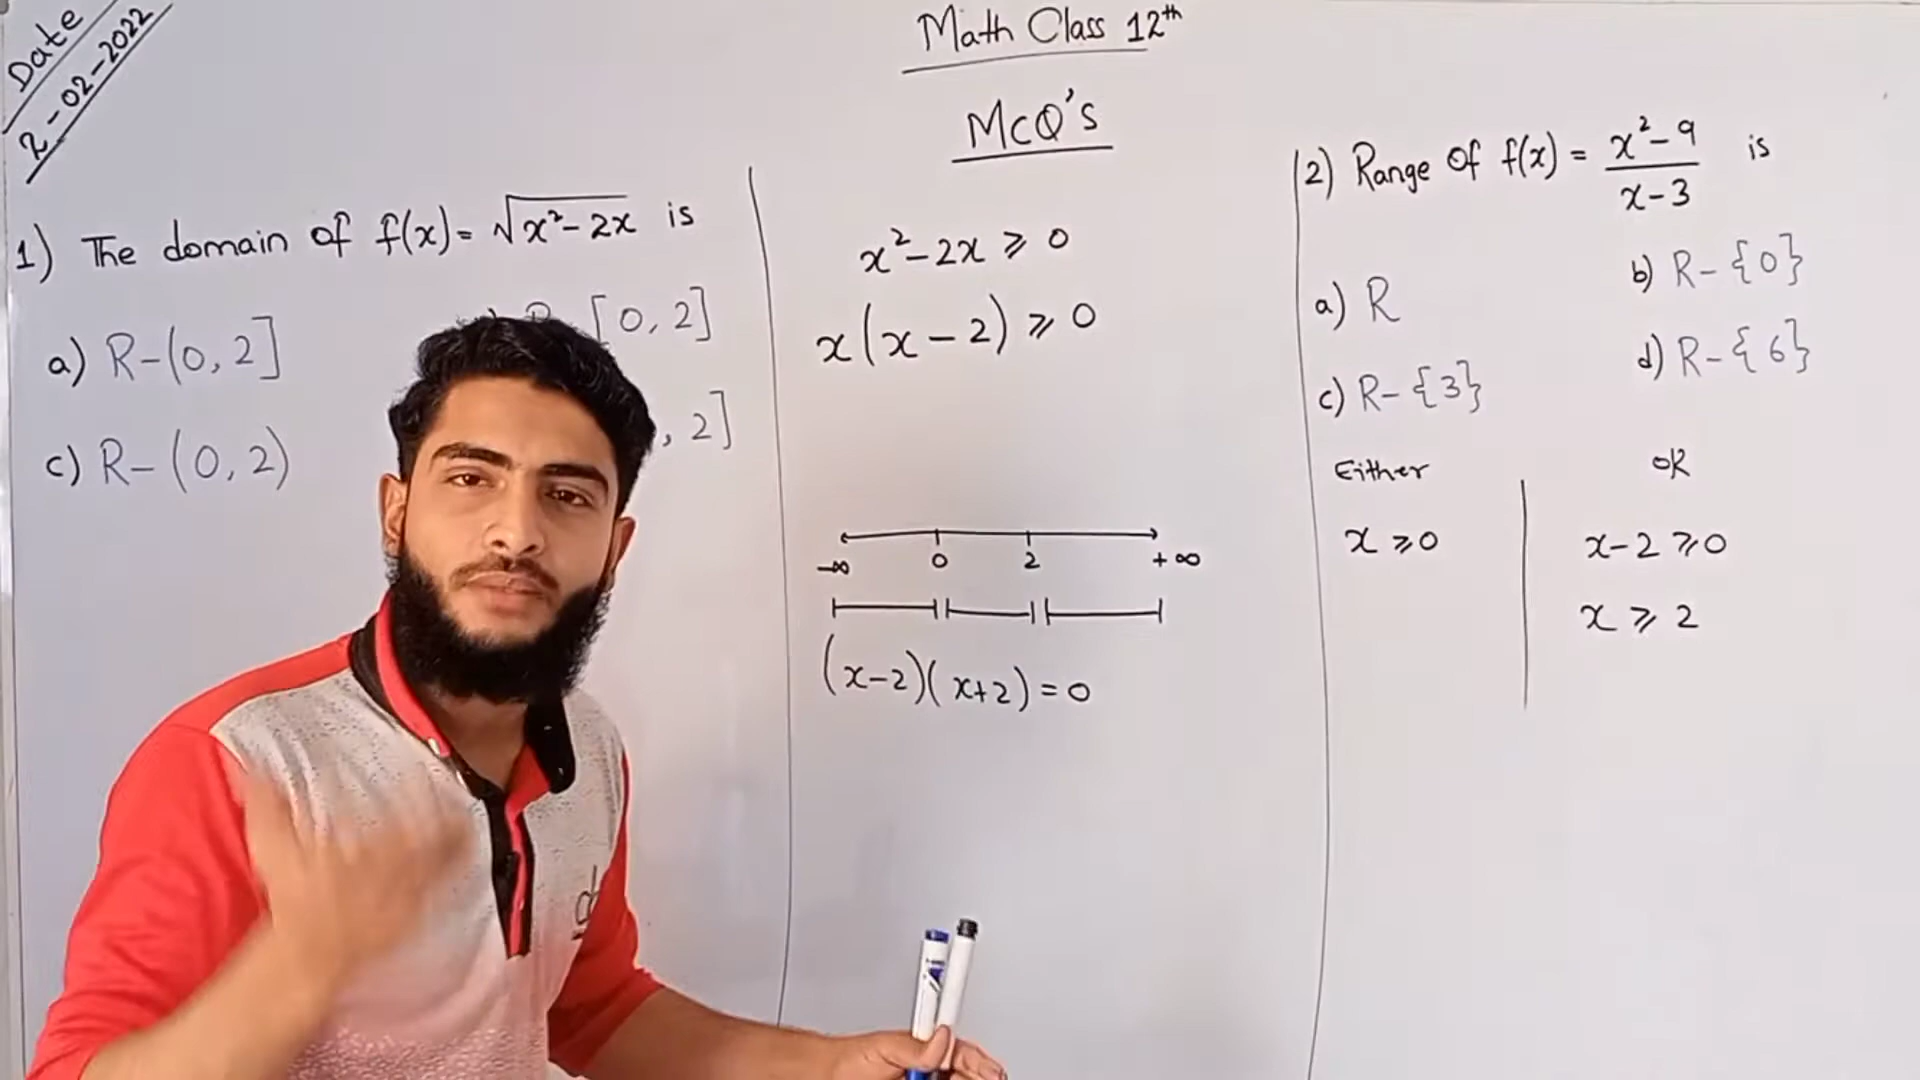 Date
2-02-2022
Math Class 12th
McQ's
1) The domain of f(x)= √x²-2x is
a) R-(0, 2]
[0, 2]
c) R-(0, 2)
, 2]
x²-2x ⩾ 0
x(x-2) ⩾ 0
-∞ 0 2 +∞
(x-2)(x+2)=0
2) Range of f(x) = x²-9 / x-3 is
a) R
b) R-{0}
c) R-{3}
d) R-{6}
Either
OR
x ⩾0
x-2 ⩾0
x ⩾ 2